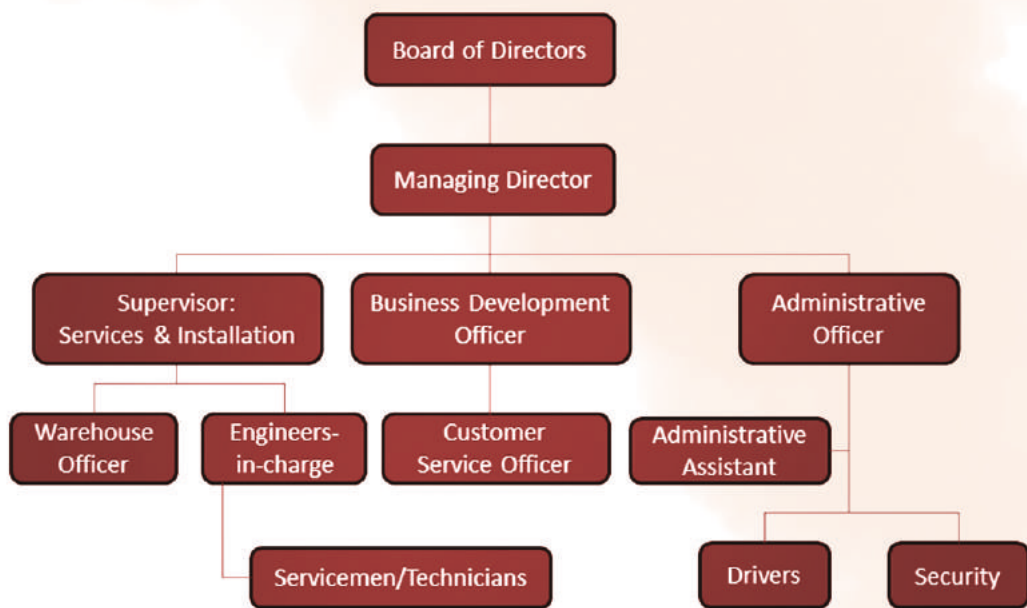 Board of Directors
Managing Director
Supervisor:
Services & Installation
Business Development
Officer
Administrative
Officer
Warehouse
Officer
Engineers-
in-charge
Customer
Service Officer
Administrative
Assistant
Servicemen/Technicians
Drivers
Security